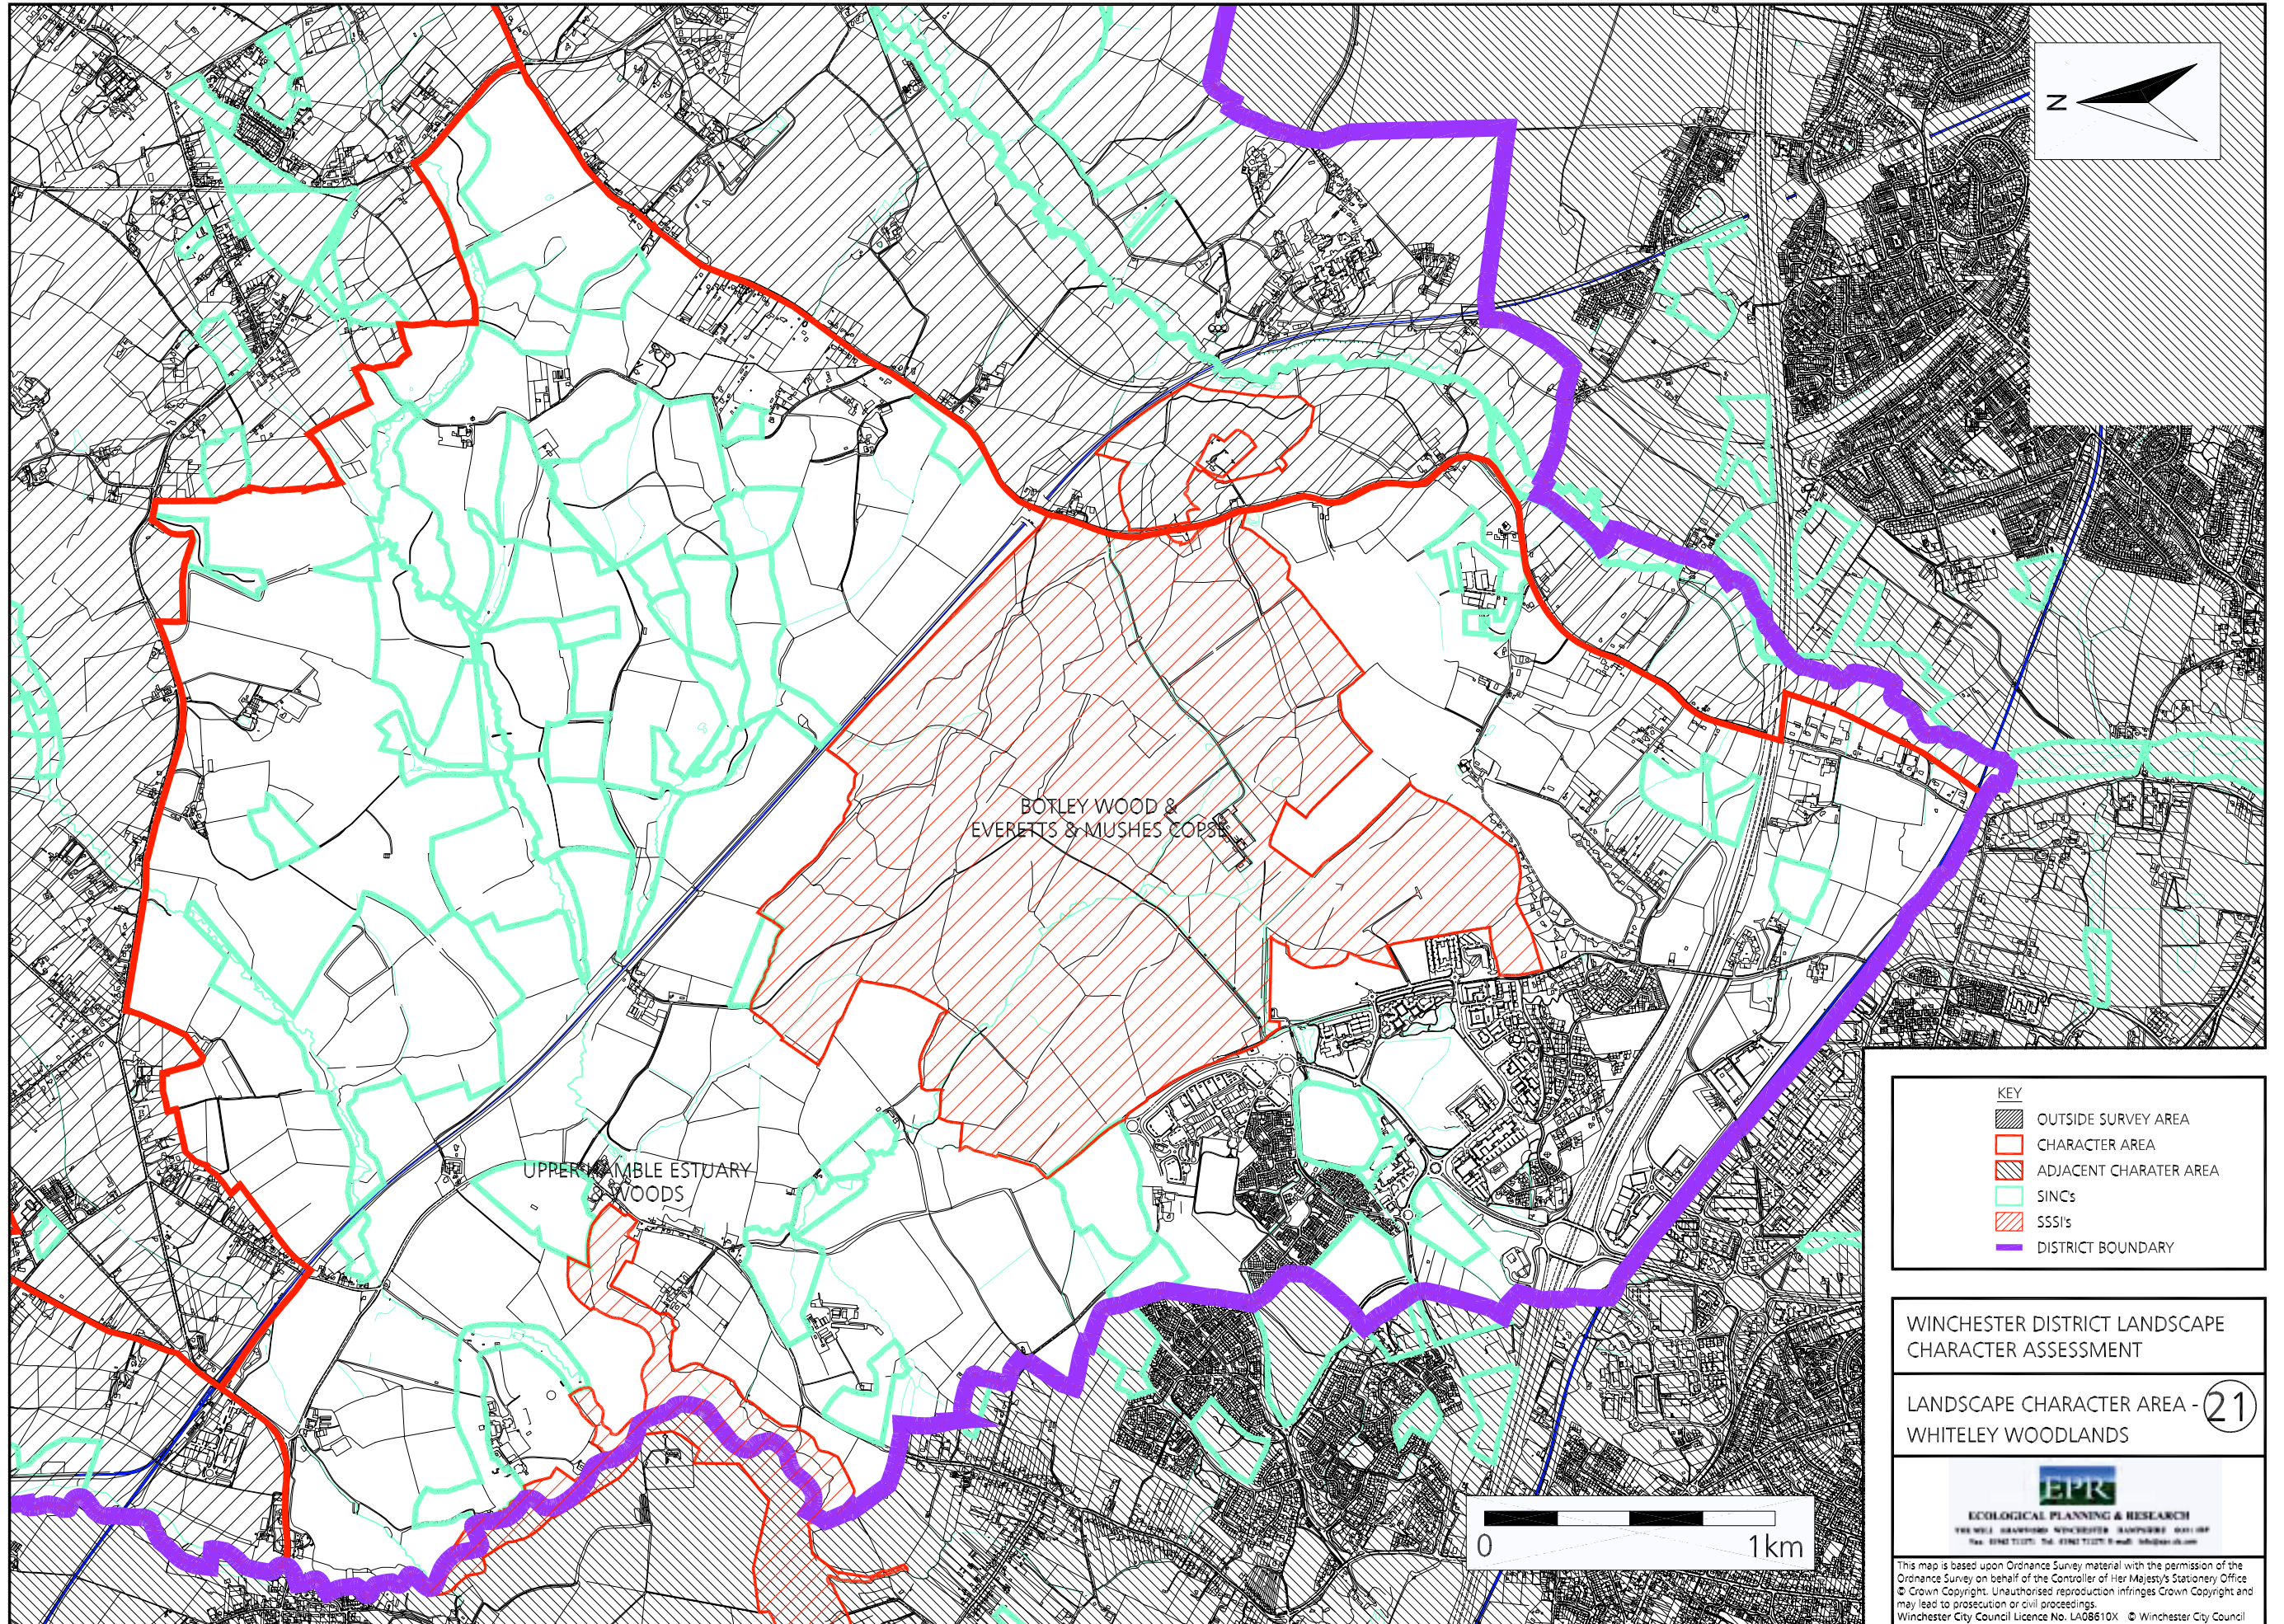 N
BOTLEY WOOD &
EVERETTS & MUSHES COPSE
UPPER HAMBLE ESTUARY
& WOODS
0 1km
KEY
OUTSIDE SURVEY AREA
CHARACTER AREA
ADJACENT CHARATER AREA
SINC's
SSSI's
DISTRICT BOUNDARY
WINCHESTER DISTRICT LANDSCAPE
CHARACTER ASSESSMENT
LANDSCAPE CHARACTER AREA - 21
WHITELEY WOODLANDS
EPR
ECOLOGICAL PLANNING & RESEARCH
This map is based upon Ordnance Survey material with the permission of the
Ordnance Survey on behalf of the Controller of Her Majesty's Stationery Office
© Crown Copyright. Unauthorised reproduction infringes Crown Copyright and
may lead to prosecution or civil proceedings.
Winchester City Council Licence No. LA08610X © Winchester City Council